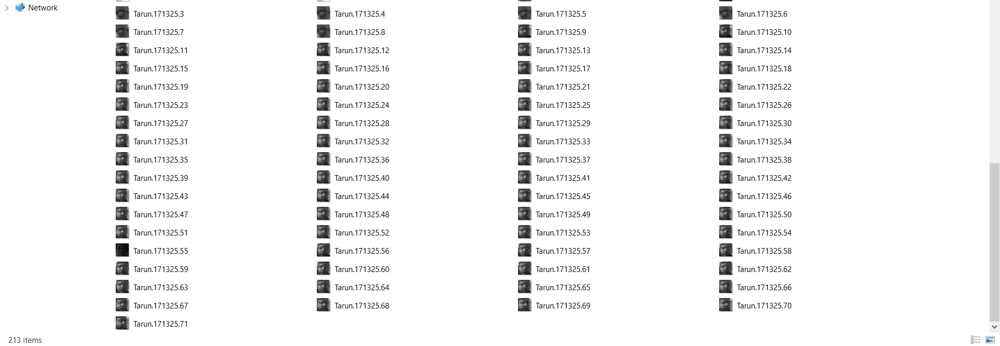 Network
Tarun.171325.3 Tarun.171325.4 Tarun.171325.5 Tarun.171325.6
Tarun.171325.7 Tarun.171325.8 Tarun.171325.9 Tarun.171325.10
Tarun.171325.11 Tarun.171325.12 Tarun.171325.13 Tarun.171325.14
Tarun.171325.15 Tarun.171325.16 Tarun.171325.17 Tarun.171325.18
Tarun.171325.19 Tarun.171325.20 Tarun.171325.21 Tarun.171325.22
Tarun.171325.23 Tarun.171325.24 Tarun.171325.25 Tarun.171325.26
Tarun.171325.27 Tarun.171325.28 Tarun.171325.29 Tarun.171325.30
Tarun.171325.31 Tarun.171325.32 Tarun.171325.33 Tarun.171325.34
Tarun.171325.35 Tarun.171325.36 Tarun.171325.37 Tarun.171325.38
Tarun.171325.39 Tarun.171325.40 Tarun.171325.41 Tarun.171325.42
Tarun.171325.43 Tarun.171325.44 Tarun.171325.45 Tarun.171325.46
Tarun.171325.47 Tarun.171325.48 Tarun.171325.49 Tarun.171325.50
Tarun.171325.51 Tarun.171325.52 Tarun.171325.53 Tarun.171325.54
Tarun.171325.55 Tarun.171325.56 Tarun.171325.57 Tarun.171325.58
Tarun.171325.59 Tarun.171325.60 Tarun.171325.61 Tarun.171325.62
Tarun.171325.63 Tarun.171325.64 Tarun.171325.65 Tarun.171325.66
Tarun.171325.67 Tarun.171325.68 Tarun.171325.69 Tarun.171325.70
Tarun.171325.71
213 items